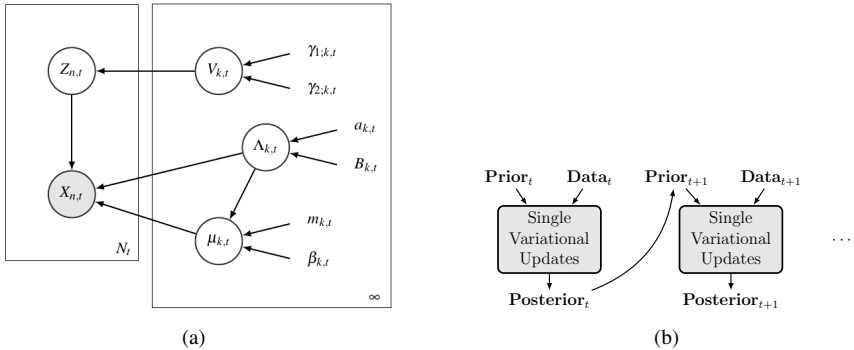 Z_{n,t}
V_{k,t}
γ_{1;k,t}
γ_{2;k,t}
Λ_{k,t}
a_{k,t}
B_{k,t}
X_{n,t}
μ_{k,t}
m_{k,t}
β_{k,t}
N_t
∞
(a)
Prior_t Data_t Prior_{t+1} Data_{t+1}
Single
Variational
Updates
Single
Variational
Updates
...
Posterior_t Posterior_{t+1}
(b)